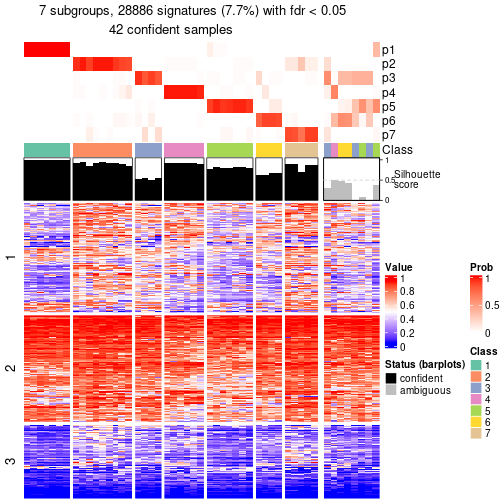 7 subgroups, 28886 signatures (7.7%) with fdr < 0.05
42 confident samples
p1
p2
p3
p4
p5
p6
p7
Class
1
0.5
0
Silhouette
score
1
2
3
Value
1
0.8
0.6
0.4
0.2
0
Prob
1
0.5
0
Status (barplots)
confident
ambiguous
Class
1
2
3
4
5
6
7